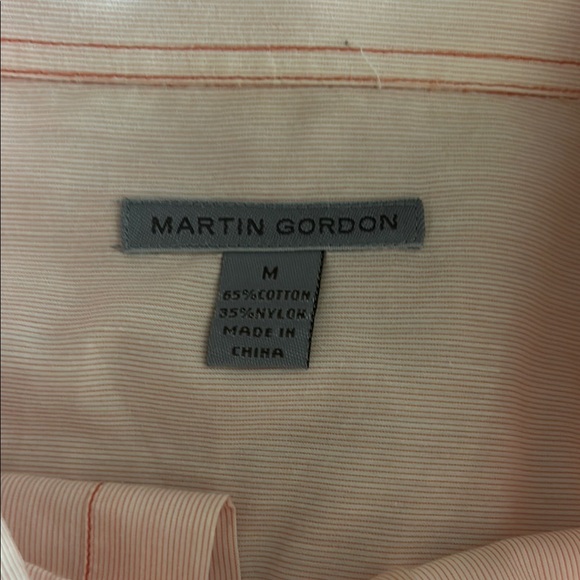 MARTIN GORDON
M
65%COTTON
35%NYLON
MADE IN
CHINA